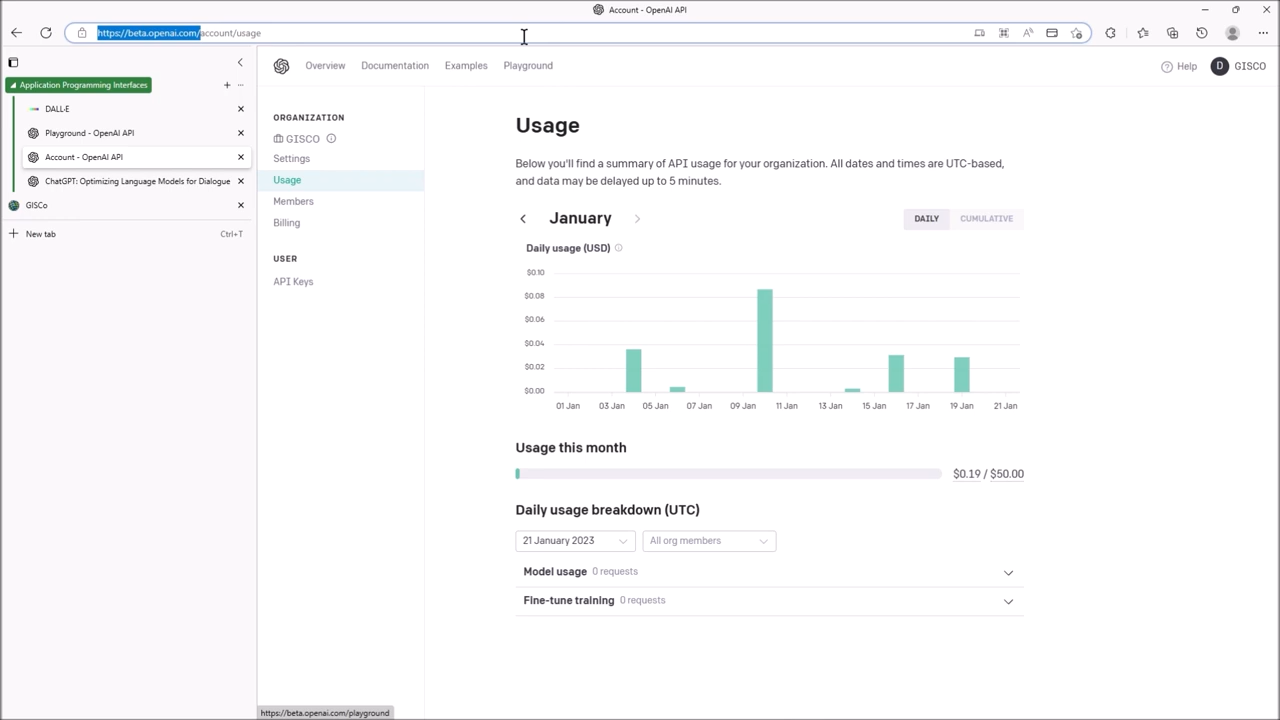 Account - OpenAI API
https://beta.openai.com/account/usage
Application Programming Interfaces
DALL·E
Playground - OpenAI API
Account - OpenAI API
ChatGPT: Optimizing Language Models for Dialogue
GISCo
New tab
Ctrl+T
Overview
Documentation
Examples
Playground
Help
D
GISCO
ORGANIZATION
GISCO
Settings
Usage
Members
Billing
USER
API Keys
Usage
Below you'll find a summary of API usage for your organization. All dates and times are UTC-based,
and data may be delayed up to 5 minutes.
January
DAILY
CUMULATIVE
Daily usage (USD)
$0.10
$0.08
$0.06
$0.04
$0.02
$0.00
01 Jan
03 Jan
05 Jan
07 Jan
09 Jan
11 Jan
13 Jan
15 Jan
17 Jan
19 Jan
21 Jan
Usage this month
$0.19 / $50.00
Daily usage breakdown (UTC)
21 January 2023
All org members
Model usage 0 requests
Fine-tune training 0 requests
https://beta.openai.com/playground